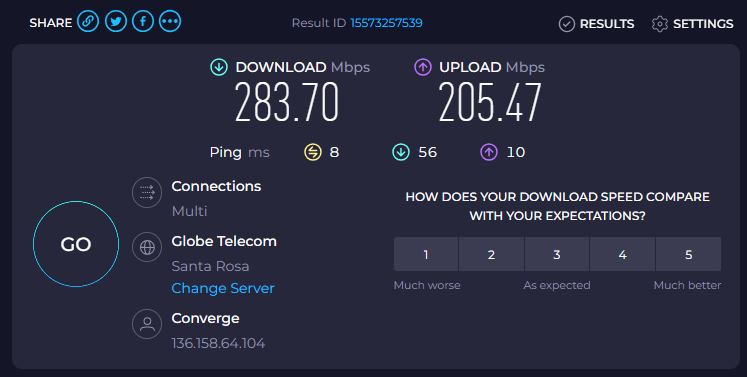 SHARE
Result ID 15573257539
RESULTS
SETTINGS
DOWNLOAD Mbps
283.70
UPLOAD Mbps
205.47
Ping ms 8 56 10
GO
Connections
Multi
Globe Telecom
Santa Rosa
Change Server
Converge
136.158.64.104
HOW DOES YOUR DOWNLOAD SPEED COMPARE
WITH YOUR EXPECTATIONS?
1 2 3 4 5
Much worse As expected Much better